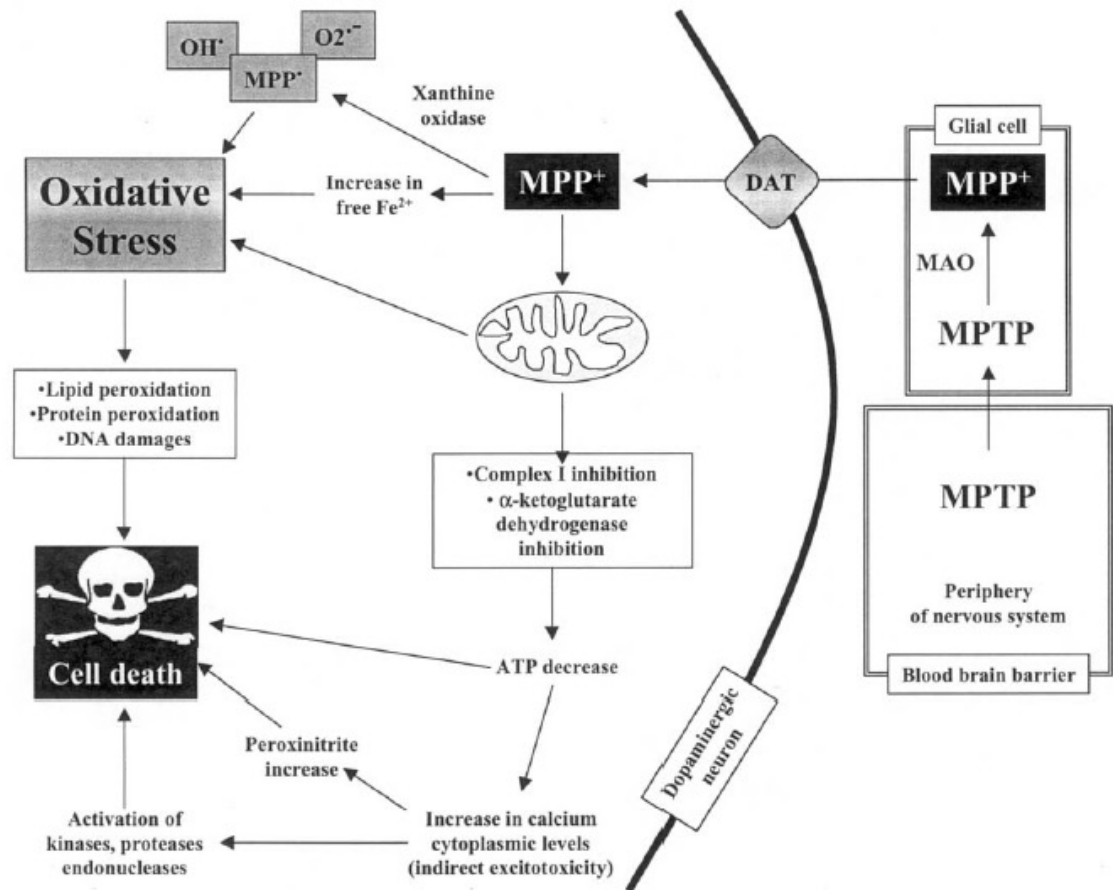 OH•
O2•−
MPP•
Xanthine
oxidase
Oxidative
Stress
Increase in
free Fe²⁺
MPP⁺
DAT
Glial cell
MPP⁺
MAO
MPTP
•Lipid peroxidation
•Protein peroxidation
•DNA damages
•Complex I inhibition
• α-ketoglutarate
dehydrogenase
inhibition
MPTP
Periphery
of nervous system
Blood brain barrier
Cell death
ATP decrease
Peroxinitrite
increase
Dopaminergic
neuron
Activation of
kinases, proteases
endonucleases
Increase in calcium
cytoplasmic levels
(indirect excitotoxicity)